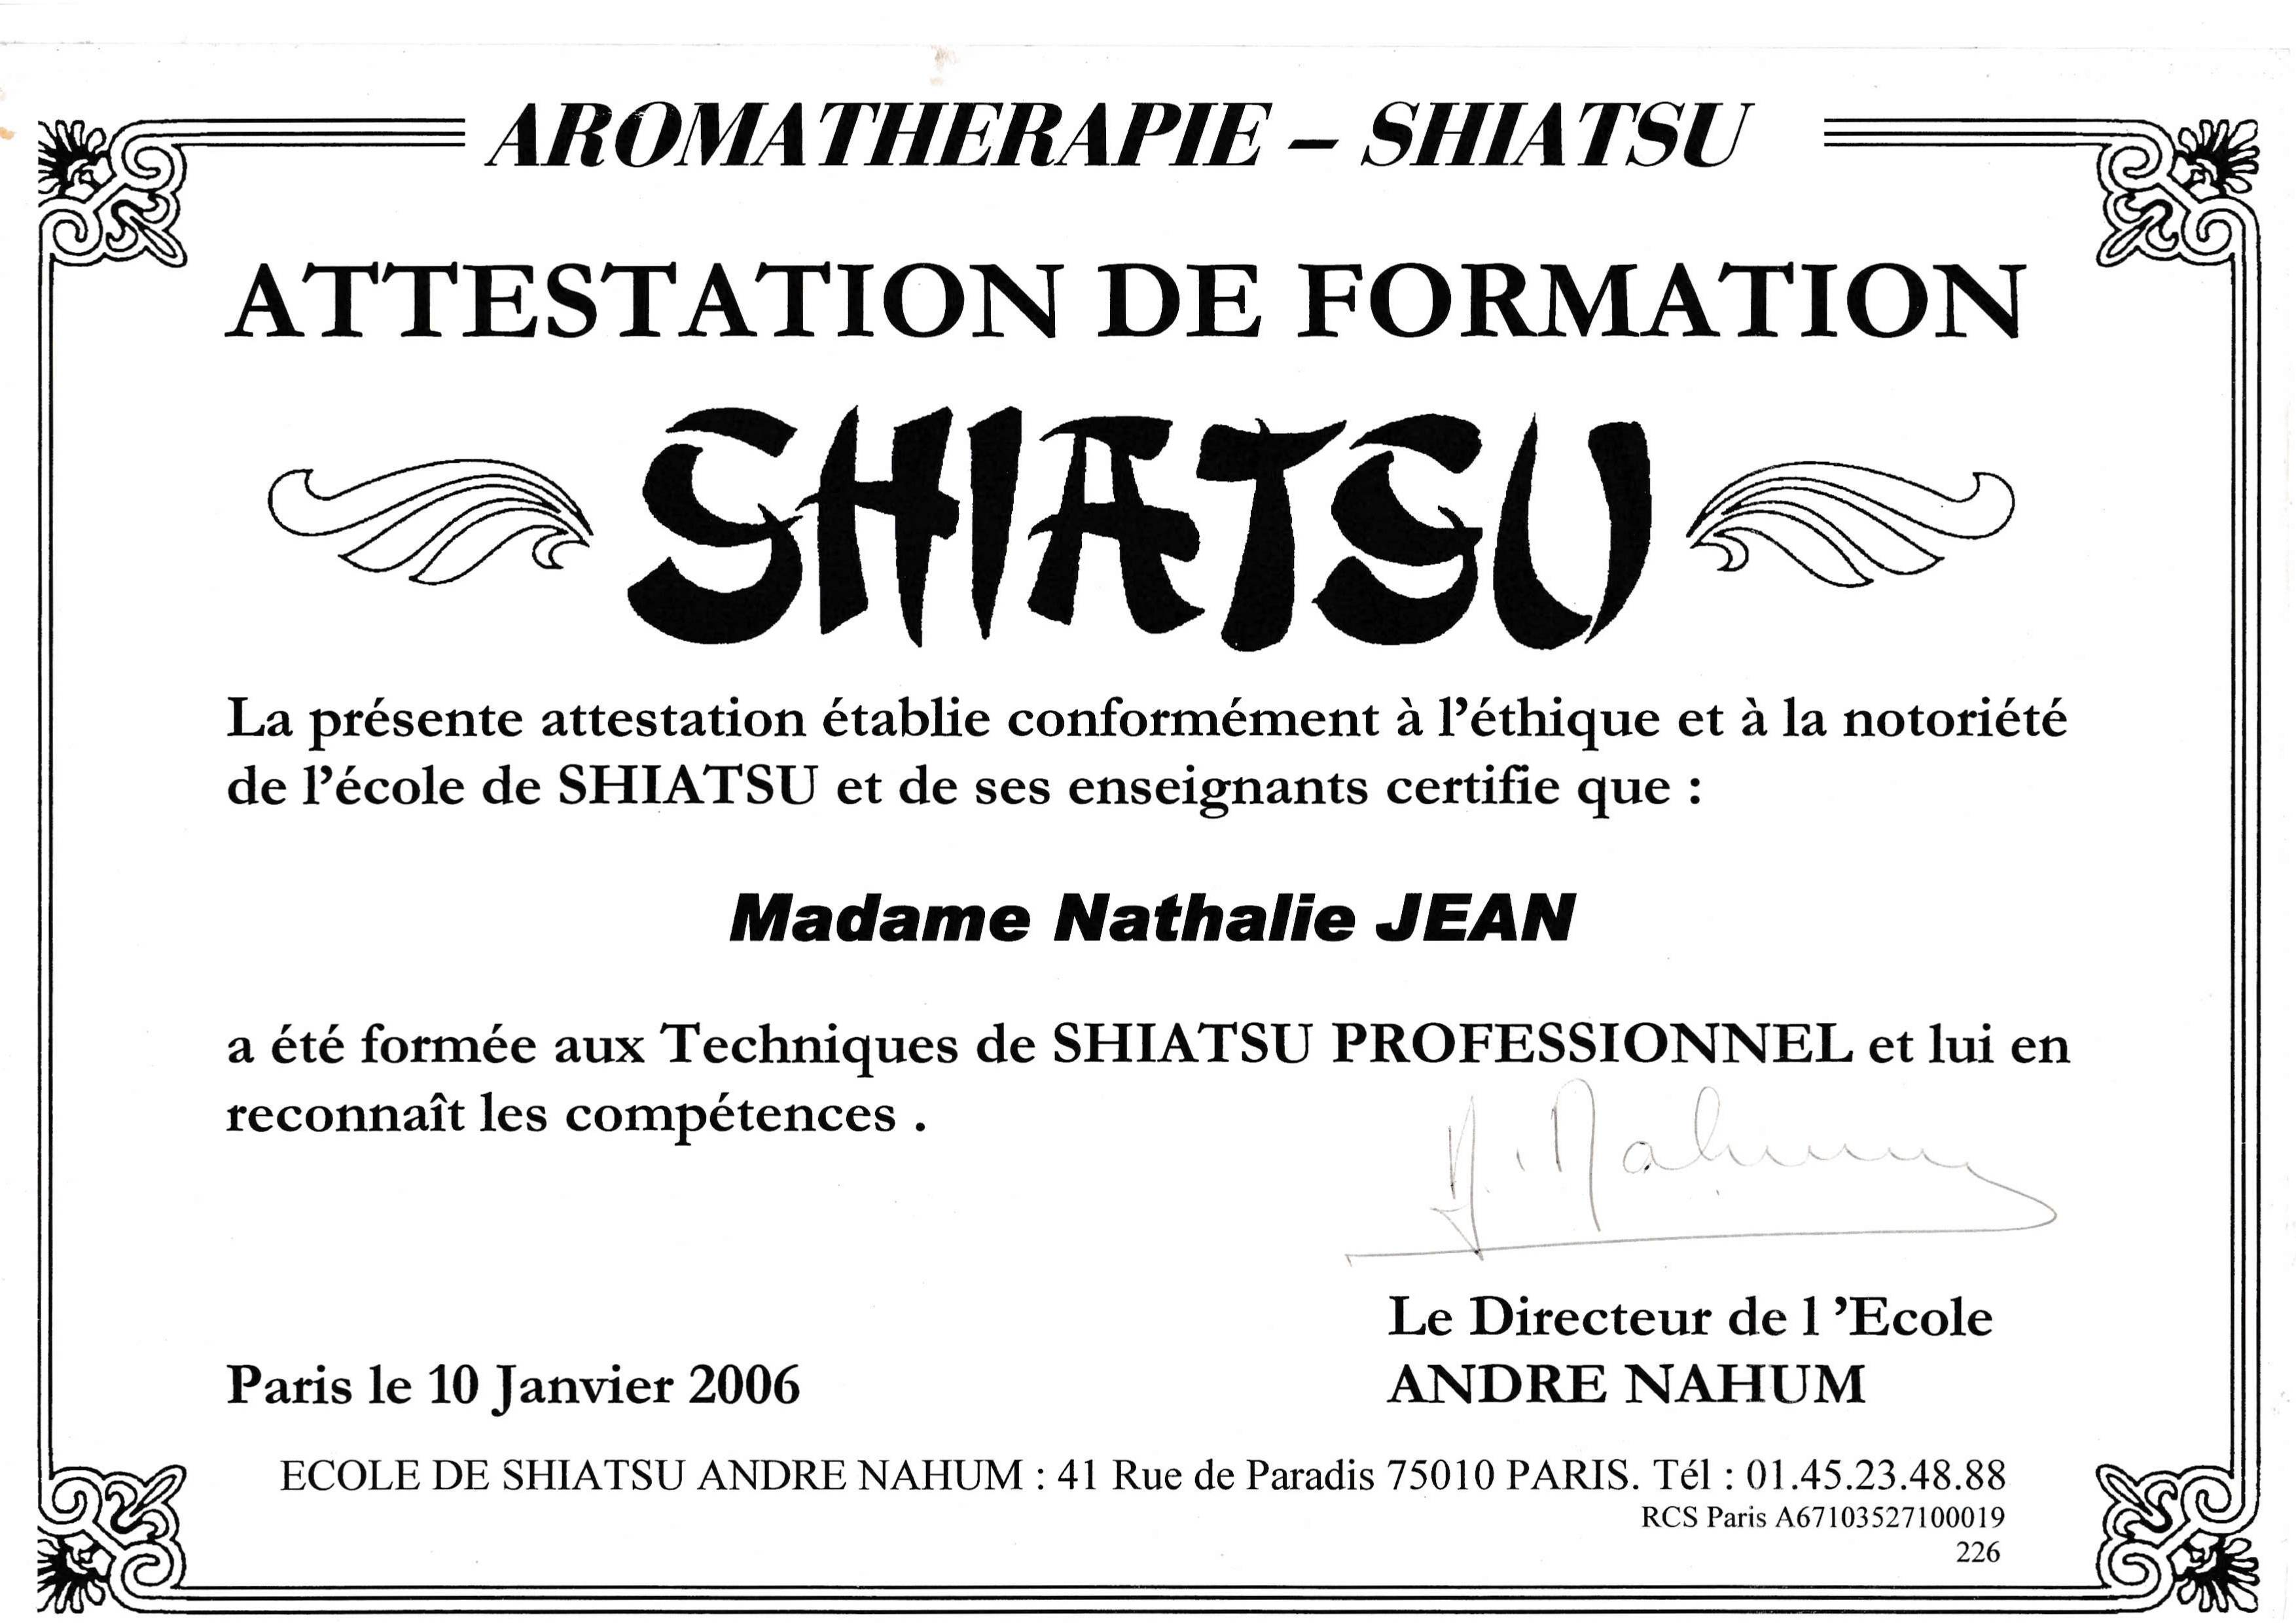 AROMATHERAPIE – SHIATSU
ATTESTATION DE FORMATION
SHIATSU
La présente attestation établie conformément à l’éthique et à la notoriété
de l’école de SHIATSU et de ses enseignants certifie que :
Madame Nathalie JEAN
a été formée aux Techniques de SHIATSU PROFESSIONNEL et lui en
reconnaît les compétences .
A. Nahum
Le Directeur de l ’Ecole
Paris le 10 Janvier 2006
ANDRE NAHUM
ECOLE DE SHIATSU ANDRE NAHUM : 41 Rue de Paradis 75010 PARIS. Tél : 01.45.23.48.88
RCS Paris A67103527100019
226